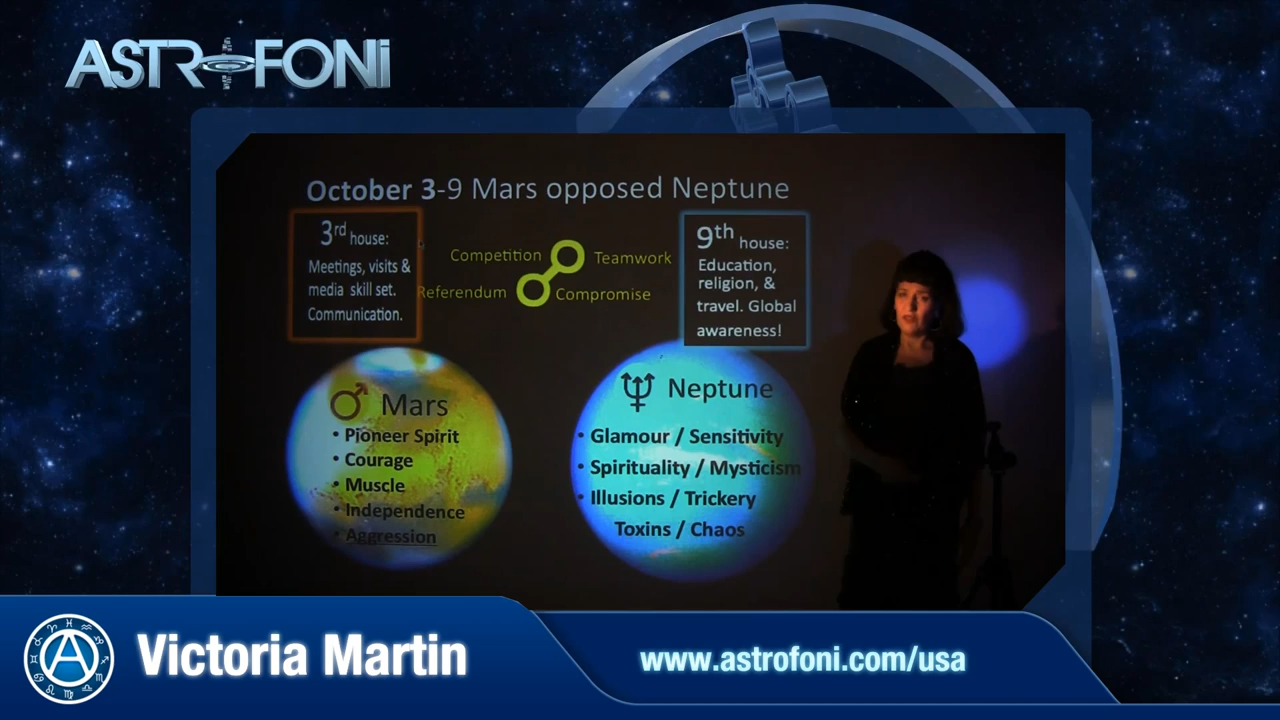 ASTROFONi
October 3-9 Mars opposed Neptune
3rd house:
Meetings, visits &
media skill set.
Communication.
Competition
Teamwork
Referendum
Compromise
9th house:
Education,
religion, &
travel. Global
awareness!
♂ Mars
• Pioneer Spirit
• Courage
• Muscle
• Independence
• Aggression
♆ Neptune
• Glamour / Sensitivity
• Spirituality / Mysticism
• Illusions / Trickery
Toxins / Chaos
Victoria Martin
www.astrofoni.com/usa